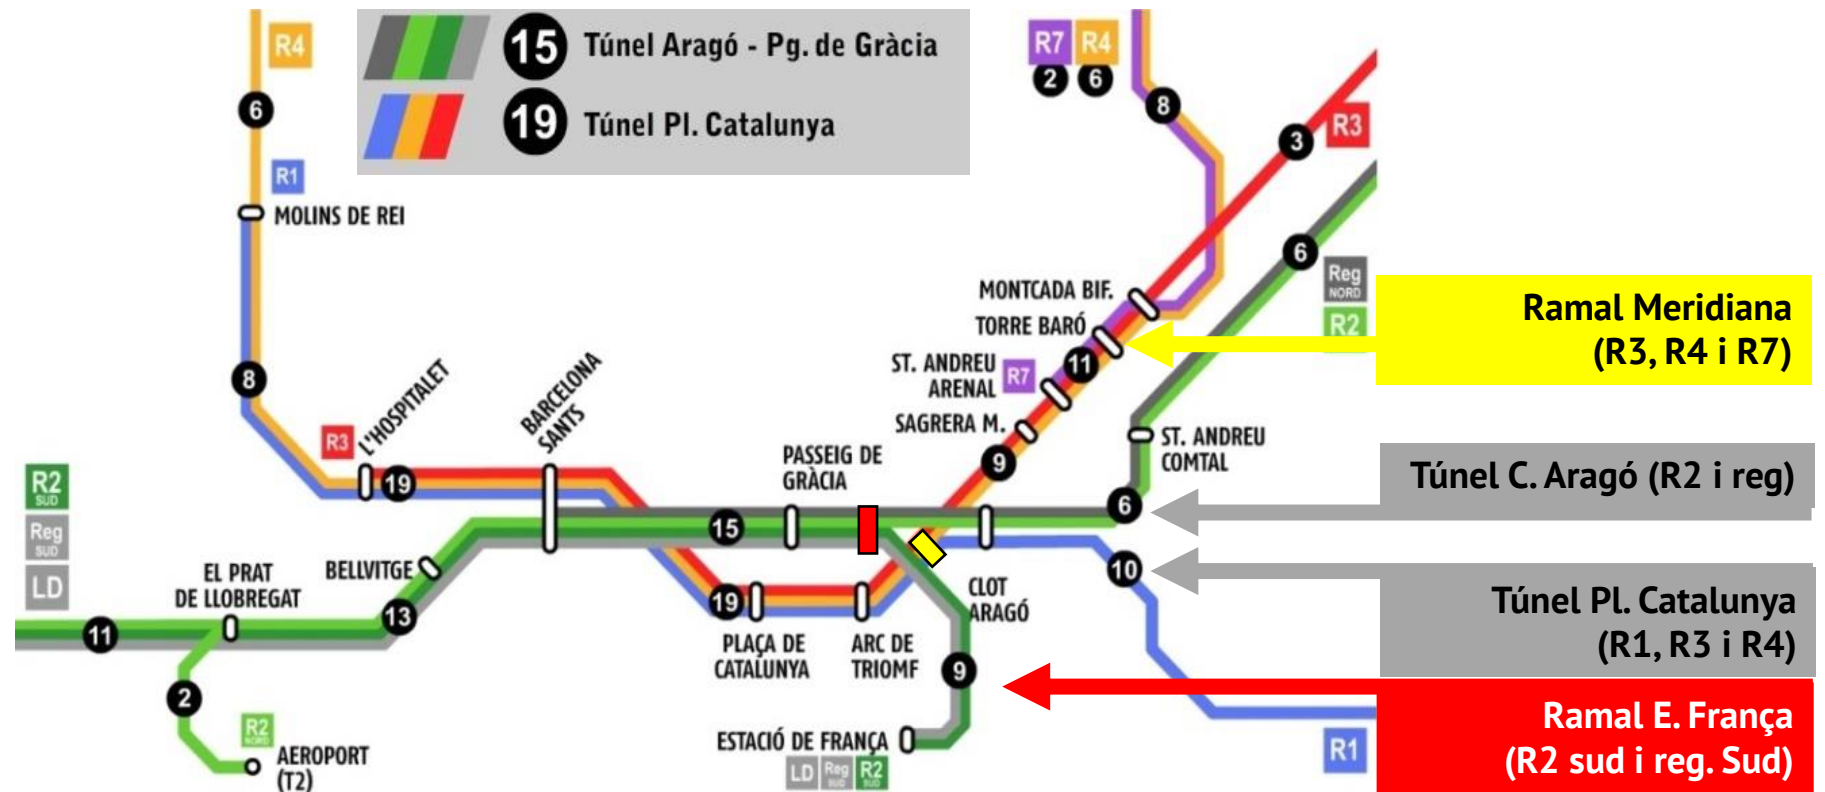 15 Túnel Aragó - Pg. de Gràcia
19 Túnel Pl. Catalunya
R4
6
R1
MOLINS DE REI
8
R3
L'HOSPITALET
19
BARCELONA
SANTS
R7 R4
2 6
8
3
R3
6
Reg
NORD
R2
MONTCADA BIF.
TORRE BARÓ
11
ST. ANDREU
ARENAL
R7
SAGRERA M.
9
ST. ANDREU
COMTAL
6
PASSEIG DE
GRÀCIA
15
R2
SUD
Reg
SUD
LD
11
EL PRAT
DE LLOBREGAT
BELLVITGE
13
2
R2
NORD
AEROPORT
(T2)
19
PLAÇA DE
CATALUNYA
ARC DE
TRIOMF
CLOT
ARAGÓ
10
9
ESTACIÓ DE FRANÇA
LD Reg
SUD
R2
SUD
R1
Ramal Meridiana
(R3, R4 i R7)
Túnel C. Aragó (R2 i reg)
Túnel Pl. Catalunya
(R1, R3 i R4)
Ramal E. França
(R2 sud i reg. Sud)